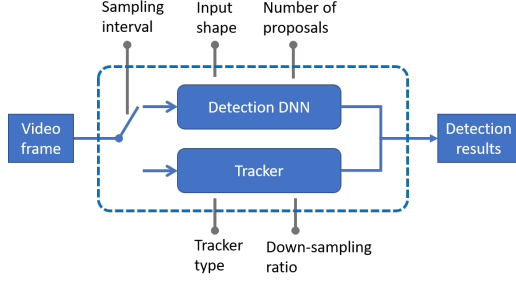 Sampling
interval
Input
shape
Number of
proposals
Video
frame
Detection DNN
Tracker
Detection
results
Tracker
type
Down-sampling
ratio